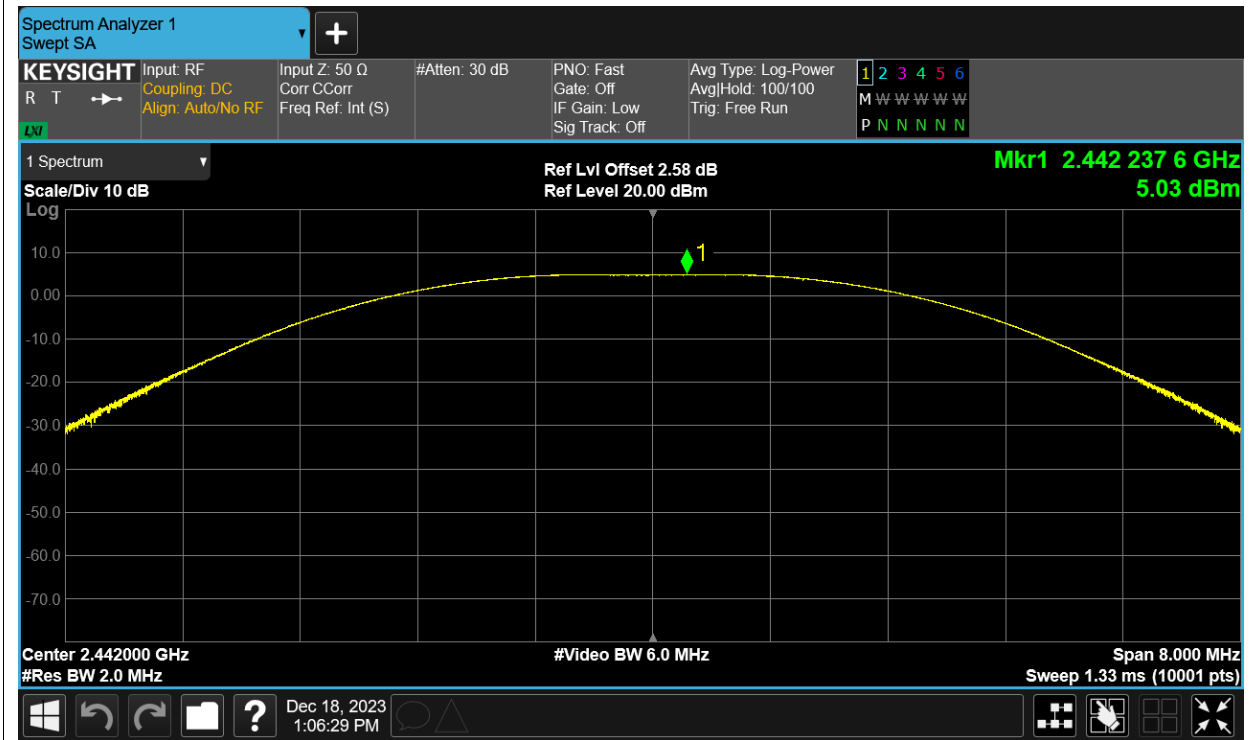 Spectrum Analyzer 1
Swept SA
KEYSIGHT
R T
LXI
Input: RF
Coupling: DC
Align: Auto/No RF
Input Z: 50 Ω
Corr CCorr
Freq Ref: Int (S)
#Atten: 30 dB
PNO: Fast
Gate: Off
IF Gain: Low
Sig Track: Off
Avg Type: Log-Power
Avg|Hold: 100/100
Trig: Free Run
1 2 3 4 5 6
M W W W W W
P N N N N N
1 Spectrum
Scale/Div 10 dB
Ref Lvl Offset 2.58 dB
Ref Level 20.00 dBm
Mkr1 2.442 237 6 GHz
5.03 dBm
Log
10.0
0.00
-10.0
-20.0
-30.0
-40.0
-50.0
-60.0
-70.0
1
Center 2.442000 GHz
#Res BW 2.0 MHz
#Video BW 6.0 MHz
Span 8.000 MHz
Sweep 1.33 ms (10001 pts)
?
Dec 18, 2023
1:06:29 PM